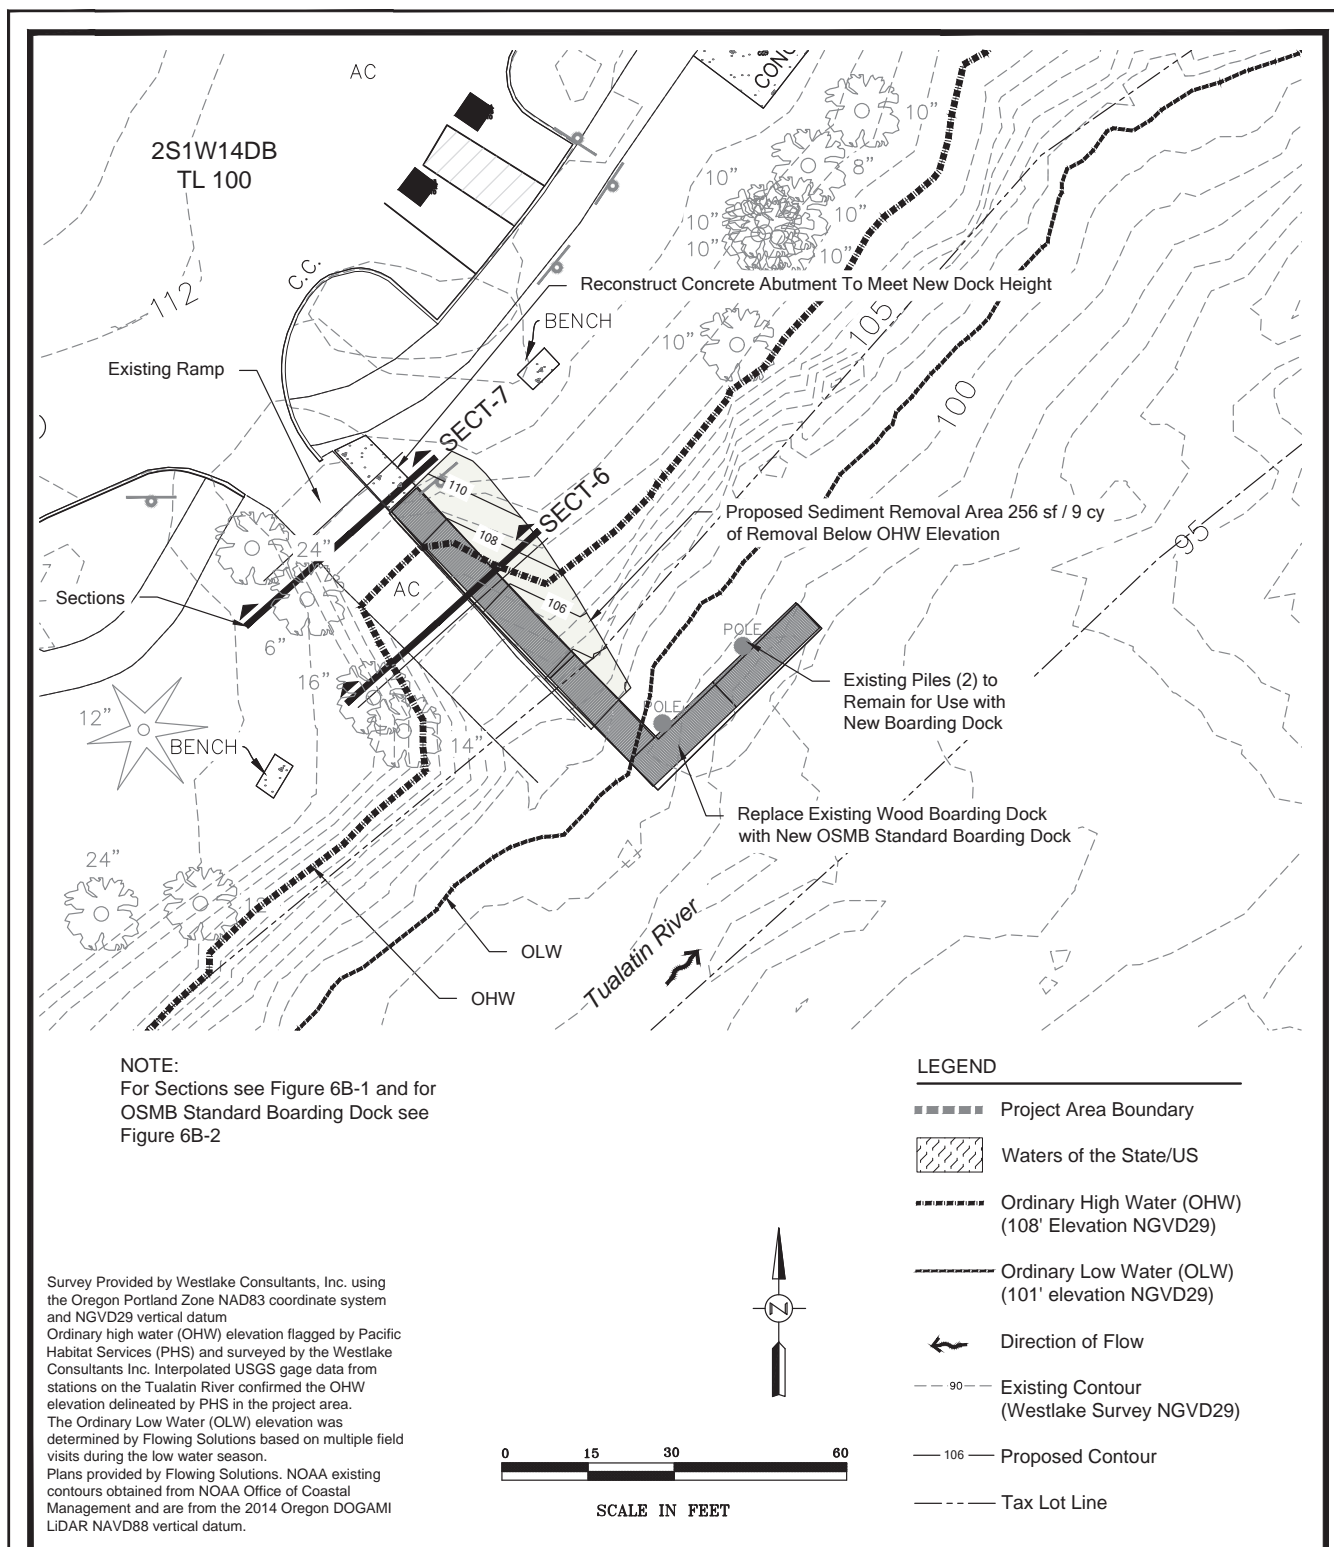 AC
CONC
2S1W14DB
TL 100
10"
8"
10"
10"
10"
10"
10"
10"
C.C.
112
Reconstruct Concrete Abutment To Meet New Dock Height
105
BENCH
10"
Existing Ramp
100
SECT-7
110
SECT-6
Proposed Sediment Removal Area 256 sf / 9 cy
of Removal Below OHW Elevation
95
108
24"
AC
106
Sections
6"
POLE
16"
Existing Piles (2) to
Remain for Use with
New Boarding Dock
12"
POLE
BENCH
14"
Replace Existing Wood Boarding Dock
with New OSMB Standard Boarding Dock
24"
12"
OLW
Tualatin River
OHW
NOTE:
For Sections see Figure 6B-1 and for
OSMB Standard Boarding Dock see
Figure 6B-2
LEGEND
Project Area Boundary
Waters of the State/US
Ordinary High Water (OHW)
(108' Elevation NGVD29)
Ordinary Low Water (OLW)
(101' elevation NGVD29)
Direction of Flow
90
Existing Contour
(Westlake Survey NGVD29)
106
Proposed Contour
Tax Lot Line
N
Survey Provided by Westlake Consultants, Inc. using
the Oregon Portland Zone NAD83 coordinate system
and NGVD29 vertical datum
Ordinary high water (OHW) elevation flagged by Pacific
Habitat Services (PHS) and surveyed by the Westlake
Consultants Inc. Interpolated USGS gage data from
stations on the Tualatin River confirmed the OHW
elevation delineated by PHS in the project area.
The Ordinary Low Water (OLW) elevation was
determined by Flowing Solutions based on multiple field
visits during the low water season.
Plans provided by Flowing Solutions. NOAA existing
contours obtained from NOAA Office of Coastal
Management and are from the 2014 Oregon DOGAMI
LiDAR NAVD88 vertical datum.
0 15 30 60
SCALE IN FEET